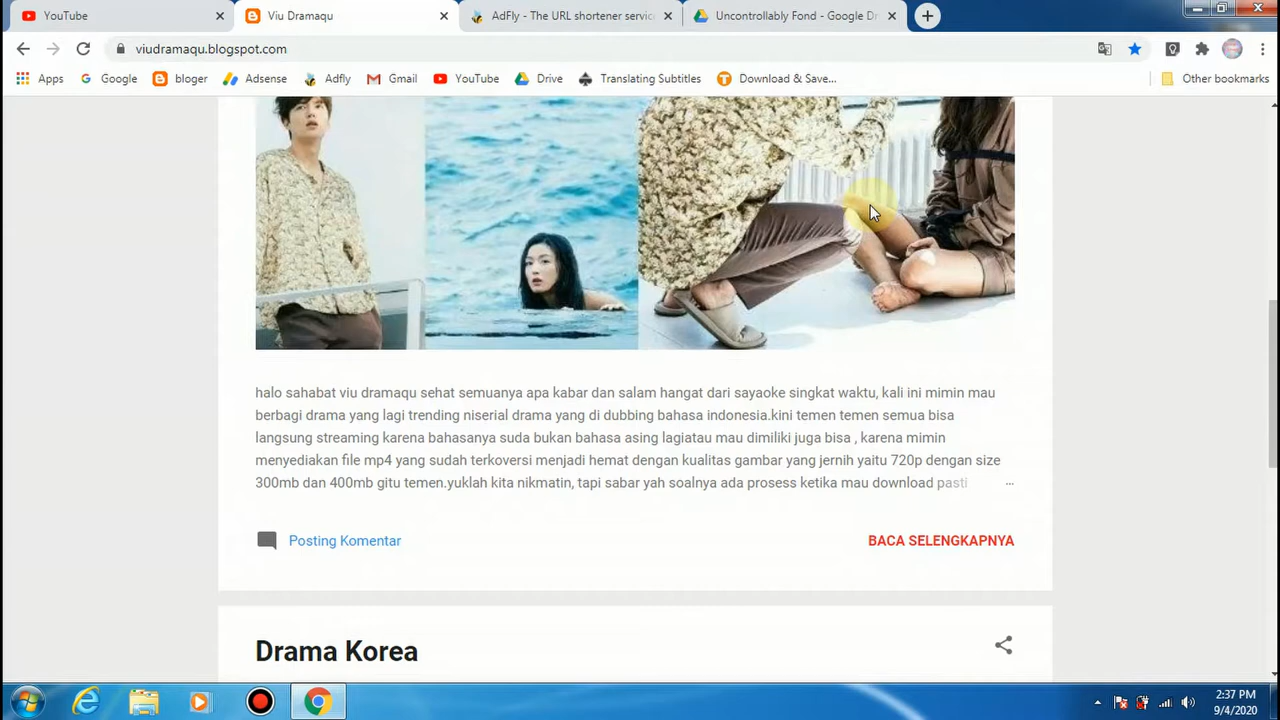 YouTube
Viu Dramaqu
AdFly - The URL shortener servic
Uncontrollably Fond - Google Dr
viudramaqu.blogspot.com
Apps
Google
bloger
Adsense
Adfly
Gmail
YouTube
Drive
Translating Subtitles
Download & Save...
Other bookmarks
halo sahabat viu dramaqu sehat semuanya apa kabar dan salam hangat dari sayaoke singkat waktu, kali ini mimin mau
berbagi drama yang lagi trending niserial drama yang di dubbing bahasa indonesia.kini temen temen semua bisa
langsung streaming karena bahasanya suda bukan bahasa asing lagiatau mau dimiliki juga bisa , karena mimin
menyediakan file mp4 yang sudah terkoversi menjadi hemat dengan kualitas gambar yang jernih yaitu 720p dengan size
300mb dan 400mb gitu temen.yuklah kita nikmatin, tapi sabar yah soalnya ada prosess ketika mau download pasti ...
Posting Komentar
BACA SELENGKAPNYA
Drama Korea
2:37 PM
9/4/2020